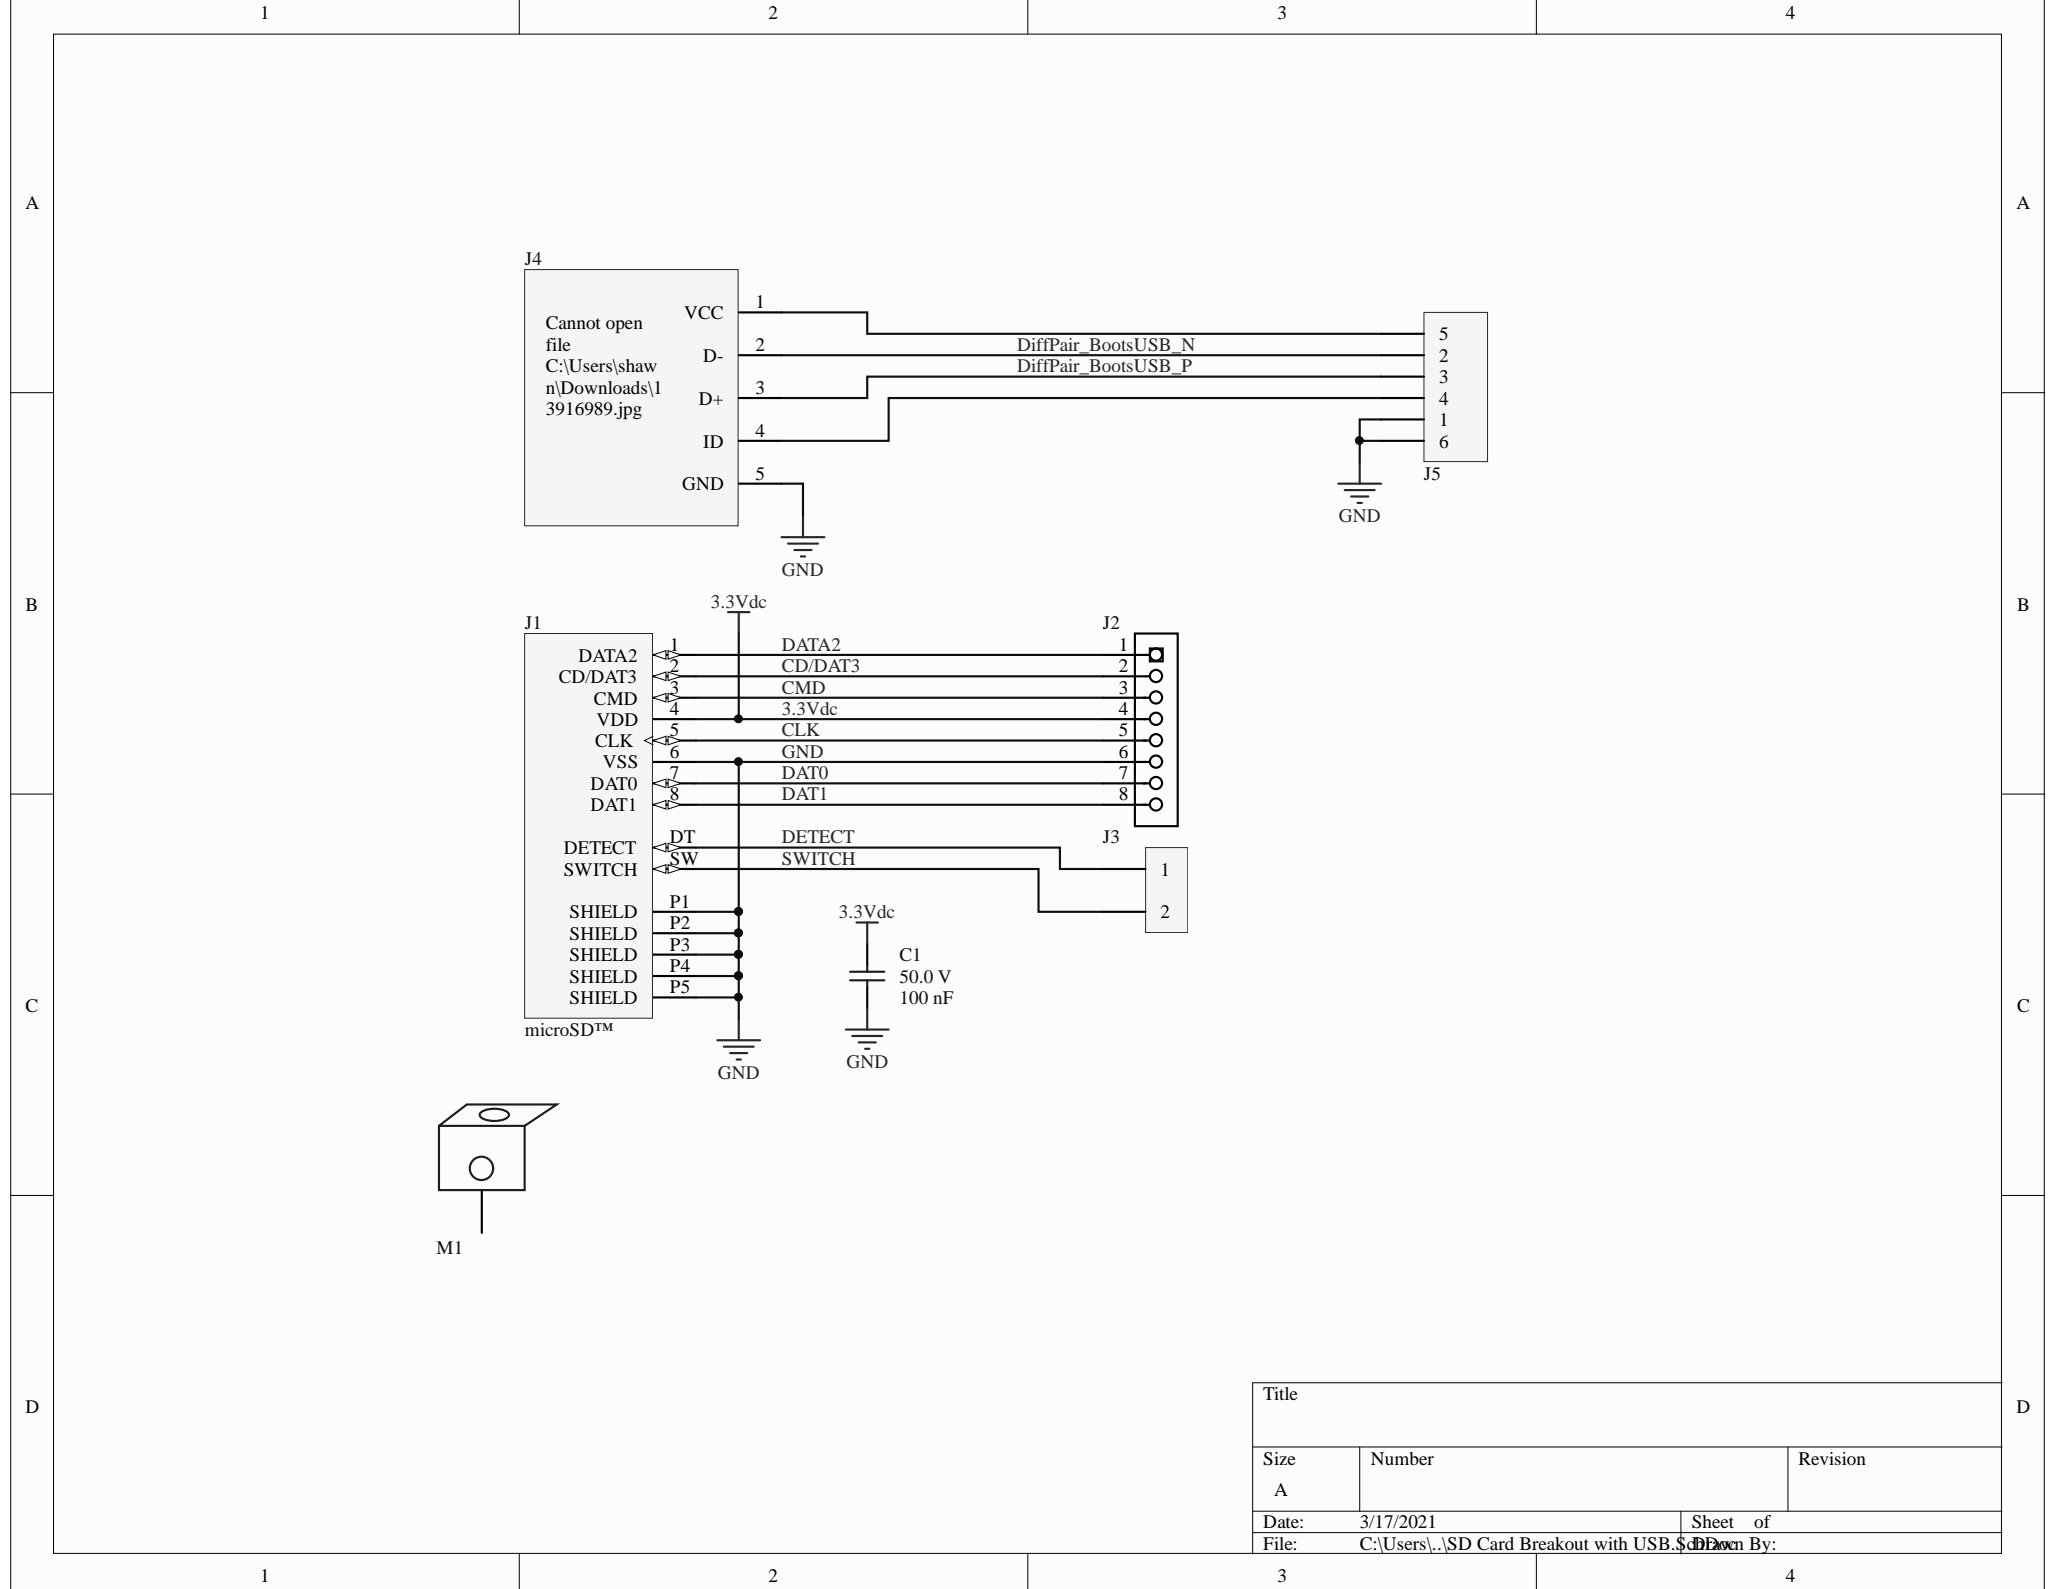 1 2 3 4
A A
J4
VCC 1
Cannot open
file
C:\Users\shaw
n\Downloads\1
3916989.jpg
D- 2
D+ 3
ID 4
GND 5
GND
DiffPair_BootsUSB_N
DiffPair_BootsUSB_P
5
2
3
4
1
6
J5
GND
B B
3.3Vdc
J1 J2
DATA2 1 DATA2 1
CD/DAT3 2 CD/DAT3 2
CMD 3 CMD 3
VDD 4 3.3Vdc 4
CLK 5 CLK 5
VSS 6 GND 6
DAT0 7 DAT0 7
DAT1 8 DAT1 8
J3
DETECT DT DETECT 1
SWITCH SW SWITCH 2
SHIELD P1
SHIELD P2
SHIELD P3
SHIELD P4
SHIELD P5
microSD™
GND
3.3Vdc
C1
50.0 V
100 nF
GND
C C
M1
D D
Title
Size Number Revision
A
Date: 3/17/2021 Sheet of
File: C:\Users\..\SD Card Breakout with USB.SchDoc Drawn By:
1 2 3 4